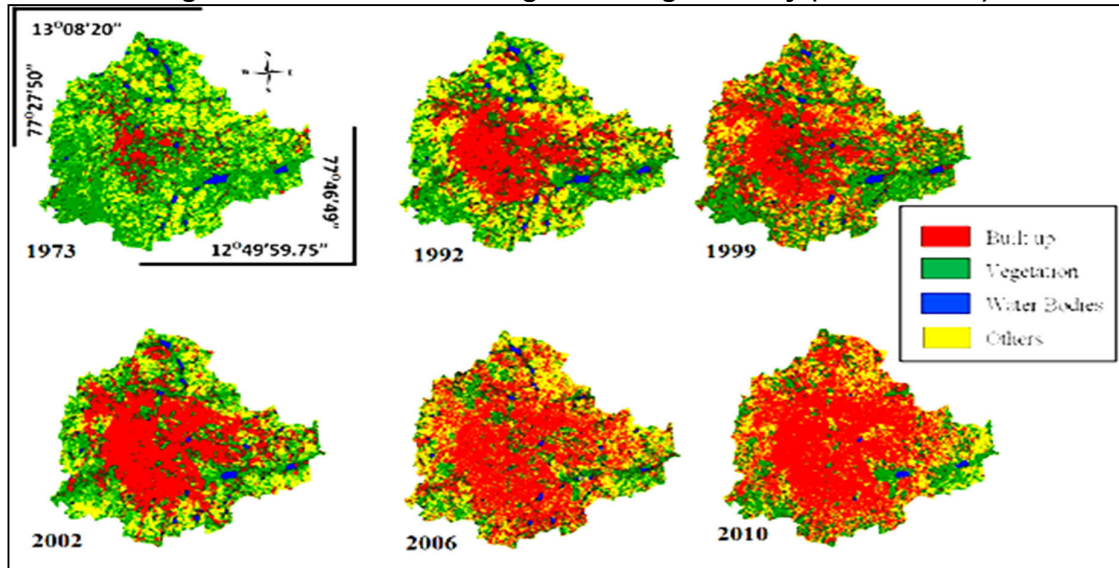 13°08'20"
77°27'50"
N
W E
S
77°46'49"
12°49'59.75"
1973
1992
1999
Built up
Vegetation
Water Bodies
Others
2002
2006
2010